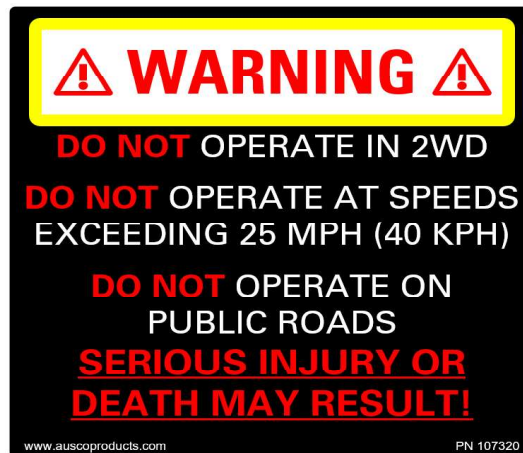 WARNING
DO NOT OPERATE IN 2WD
DO NOT OPERATE AT SPEEDS
EXCEEDING 25 MPH (40 KPH)
DO NOT OPERATE ON
PUBLIC ROADS
SERIOUS INJURY OR
DEATH MAY RESULT!
www.auscoproducts.com PN 107320